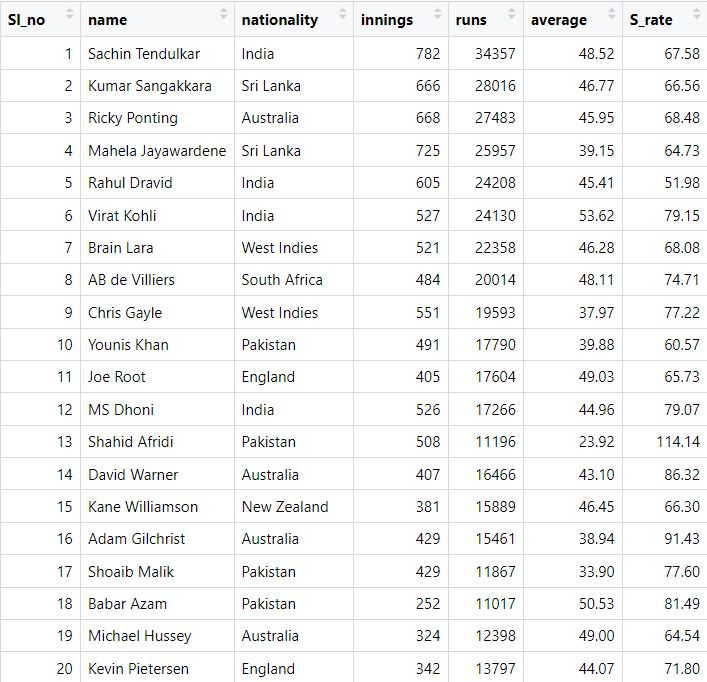 Sl_no name nationality innings runs average S_rate
1 Sachin Tendulkar India 782 34357 48.52 67.58
2 Kumar Sangakkara Sri Lanka 666 28016 46.77 66.56
3 Ricky Ponting Australia 668 27483 45.95 68.48
4 Mahela Jayawardene Sri Lanka 725 25957 39.15 64.73
5 Rahul Dravid India 605 24208 45.41 51.98
6 Virat Kohli India 527 24130 53.62 79.15
7 Brain Lara West Indies 521 22358 46.28 68.08
8 AB de Villiers South Africa 484 20014 48.11 74.71
9 Chris Gayle West Indies 551 19593 37.97 77.22
10 Younis Khan Pakistan 491 17790 39.88 60.57
11 Joe Root England 405 17604 49.03 65.73
12 MS Dhoni India 526 17266 44.96 79.07
13 Shahid Afridi Pakistan 508 11196 23.92 114.14
14 David Warner Australia 407 16466 43.10 86.32
15 Kane Williamson New Zealand 381 15889 46.45 66.30
16 Adam Gilchrist Australia 429 15461 38.94 91.43
17 Shoaib Malik Pakistan 429 11867 33.90 77.60
18 Babar Azam Pakistan 252 11017 50.53 81.49
19 Michael Hussey Australia 324 12398 49.00 64.54
20 Kevin Pietersen England 342 13797 44.07 71.80